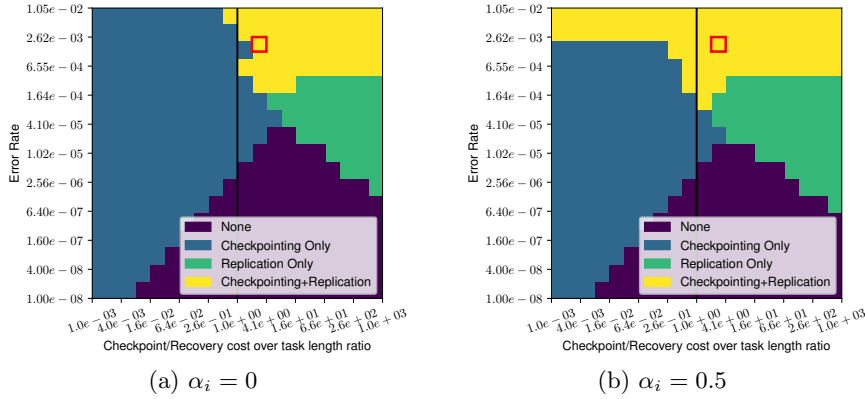 1.05e − 02
2.62e − 03
6.55e − 04
1.64e − 04
4.10e − 05
1.02e − 05
2.56e − 06
6.40e − 07
1.60e − 07
4.00e − 08
1.00e − 08
Error Rate
None
Checkpointing Only
Replication Only
Checkpointing+Replication
1.0e − 03
4.0e − 03
1.6e − 02
6.4e − 02
2.6e − 01
1.0e + 00
4.1e + 00
1.6e + 01
6.6e + 01
2.6e + 02
1.0e + 03
Checkpoint/Recovery cost over task length ratio
(a) α_i = 0
1.05e − 02
2.62e − 03
6.55e − 04
1.64e − 04
4.10e − 05
1.02e − 05
2.56e − 06
6.40e − 07
1.60e − 07
4.00e − 08
1.00e − 08
Error Rate
None
Checkpointing Only
Replication Only
Checkpointing+Replication
1.0e − 03
4.0e − 03
1.6e − 02
6.4e − 02
2.6e − 01
1.0e + 00
4.1e + 00
1.6e + 01
6.6e + 01
2.6e + 02
1.0e + 03
Checkpoint/Recovery cost over task length ratio
(b) α_i = 0.5